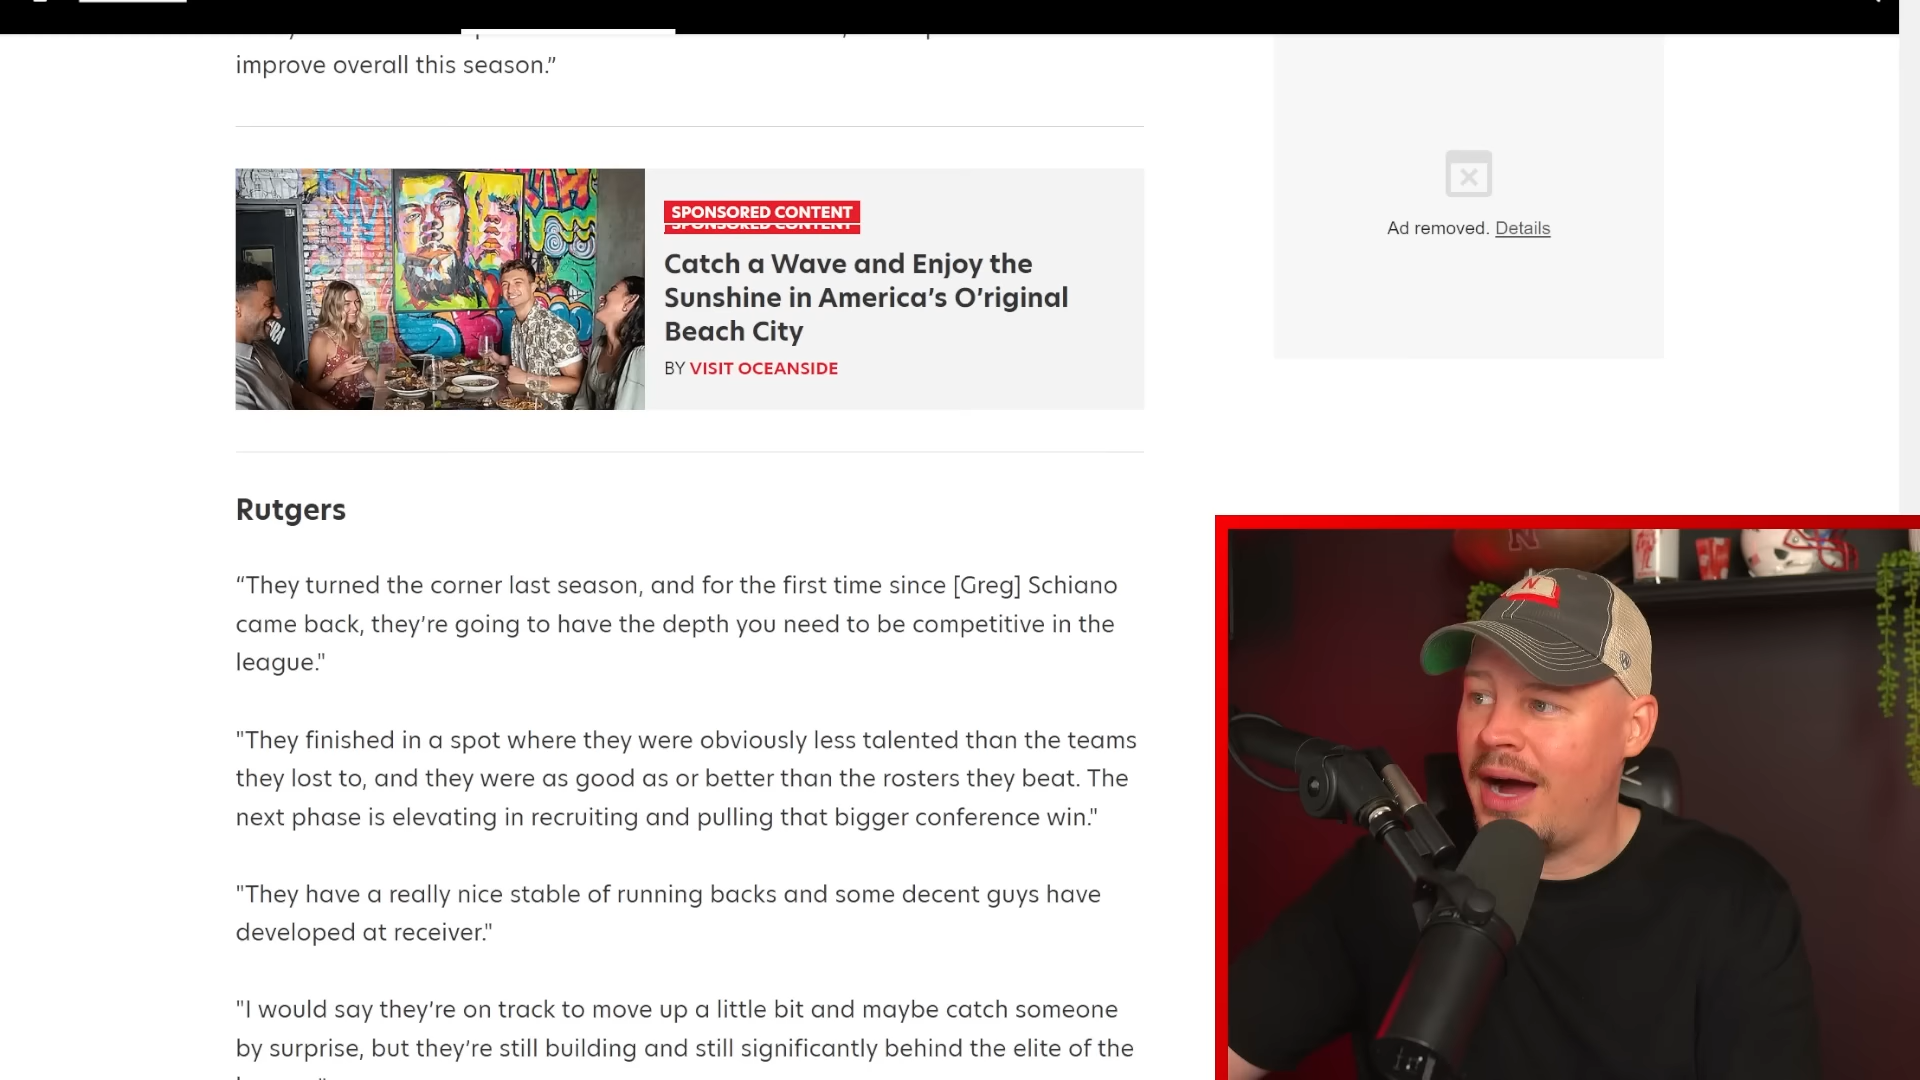 improve overall this season.”
SPONSORED CONTENT
SPONSORED CONTENT
Catch a Wave and Enjoy the
Sunshine in America’s O’riginal
Beach City
BY VISIT OCEANSIDE
Ad removed. Details
Rutgers
“They turned the corner last season, and for the first time since [Greg] Schiano
came back, they’re going to have the depth you need to be competitive in the
league."
"They finished in a spot where they were obviously less talented than the teams
they lost to, and they were as good as or better than the rosters they beat. The
next phase is elevating in recruiting and pulling that bigger conference win."
"They have a really nice stable of running backs and some decent guys have
developed at receiver."
"I would say they’re on track to move up a little bit and maybe catch someone
by surprise, but they’re still building and still significantly behind the elite of the
N
N